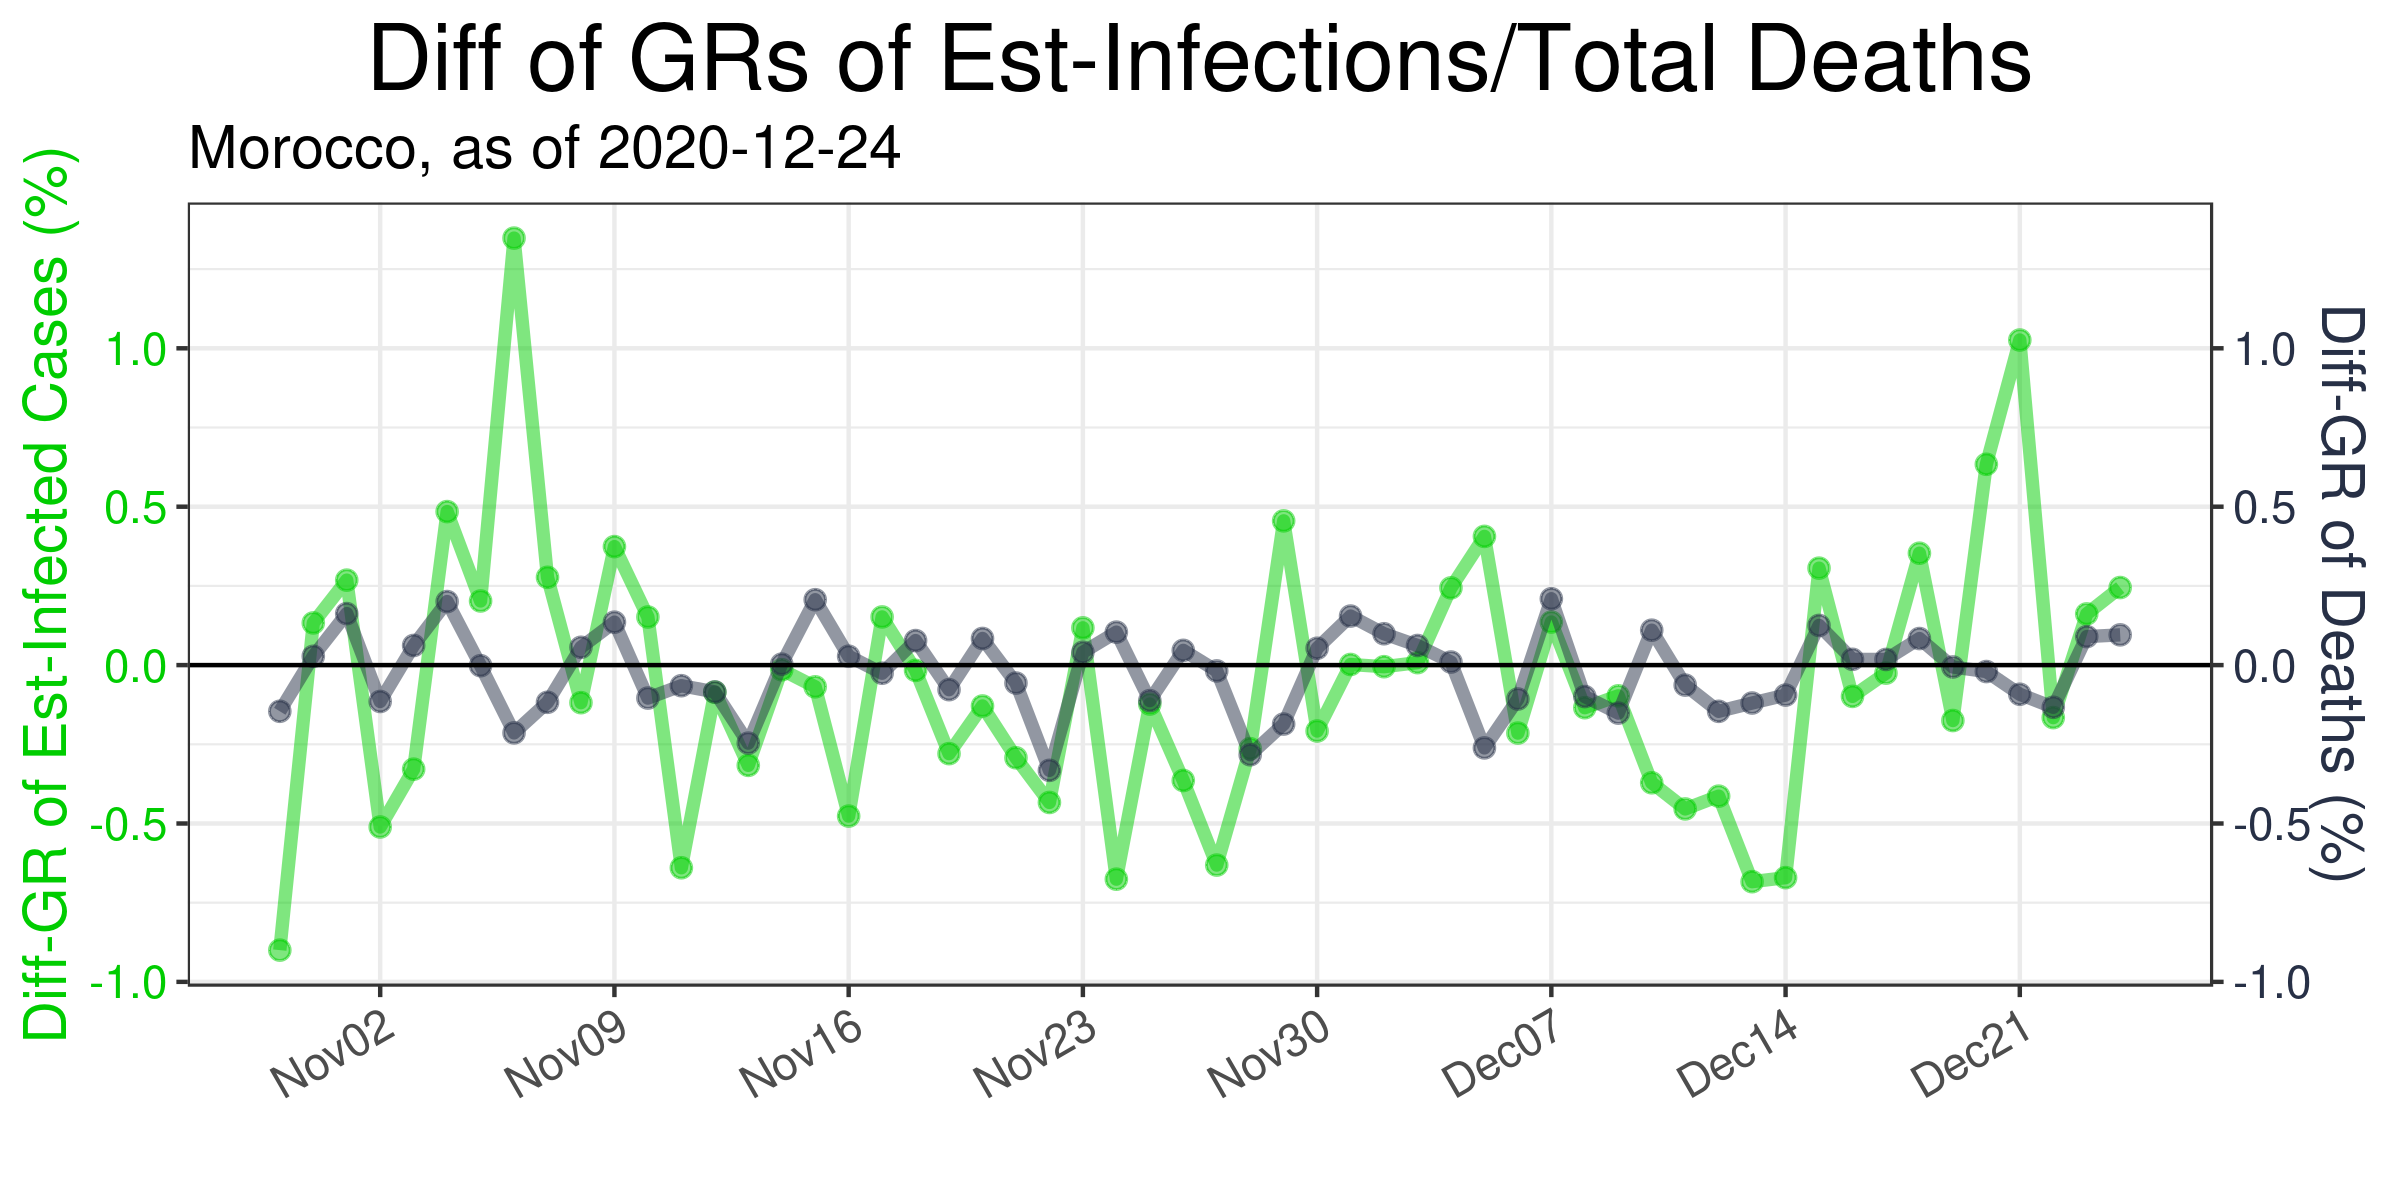 Diff of GRs of Est-Infections/Total Deaths
Morocco, as of 2020-12-24
Diff-GR of Est-Infected Cases (%)
1.0
0.5
0.0
-0.5
-1.0
1.0
0.5
0.0
-0.5
-1.0
Diff-GR of Deaths (%)
Nov02
Nov09
Nov16
Nov23
Nov30
Dec07
Dec14
Dec21